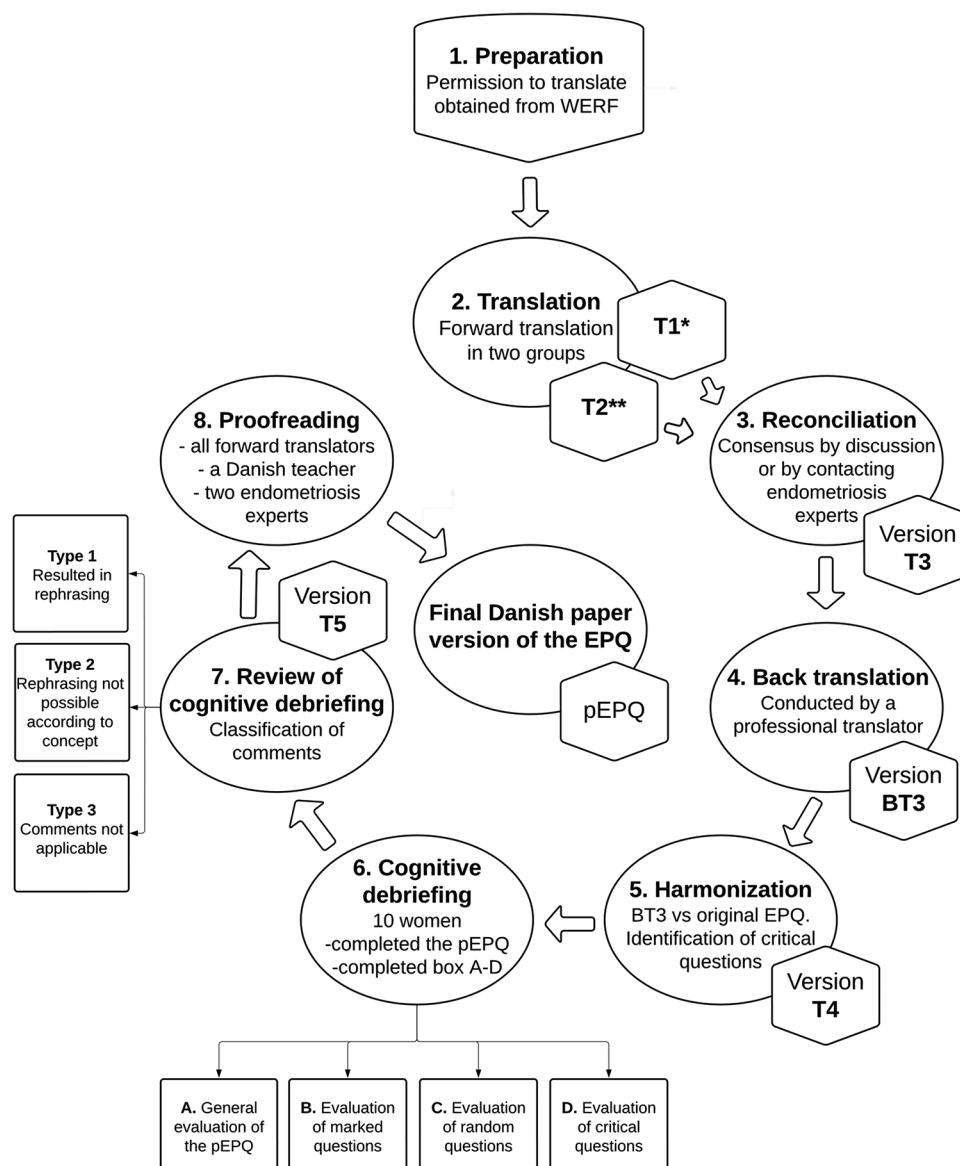 1. Preparation
Permission to translate
obtained from WERF
2. Translation
Forward translation
in two groups
T1*
T2**
3. Reconciliation
Consensus by discussion
or by contacting
endometriosis
experts
Version
T3
4. Back translation
Conducted by a
professional translator
Version
BT3
5. Harmonization
BT3 vs original EPQ.
Identification of critical
questions
Version
T4
6. Cognitive
debriefing
10 women
-completed the pEPQ
-completed box A-D
A. General
evaluation of
the pEPQ
B. Evaluation
of marked
questions
C. Evaluation
of random
questions
D. Evaluation
of critical
questions
7. Review of
cognitive debriefing
Classification of
comments
Version
T5
Type 1
Resulted in
rephrasing
Type 2
Rephrasing not
possible
according to
concept
Type 3
Comments not
applicable
8. Proofreading
- all forward translators
- a Danish teacher
- two endometriosis
experts
Final Danish paper
version of the EPQ
pEPQ